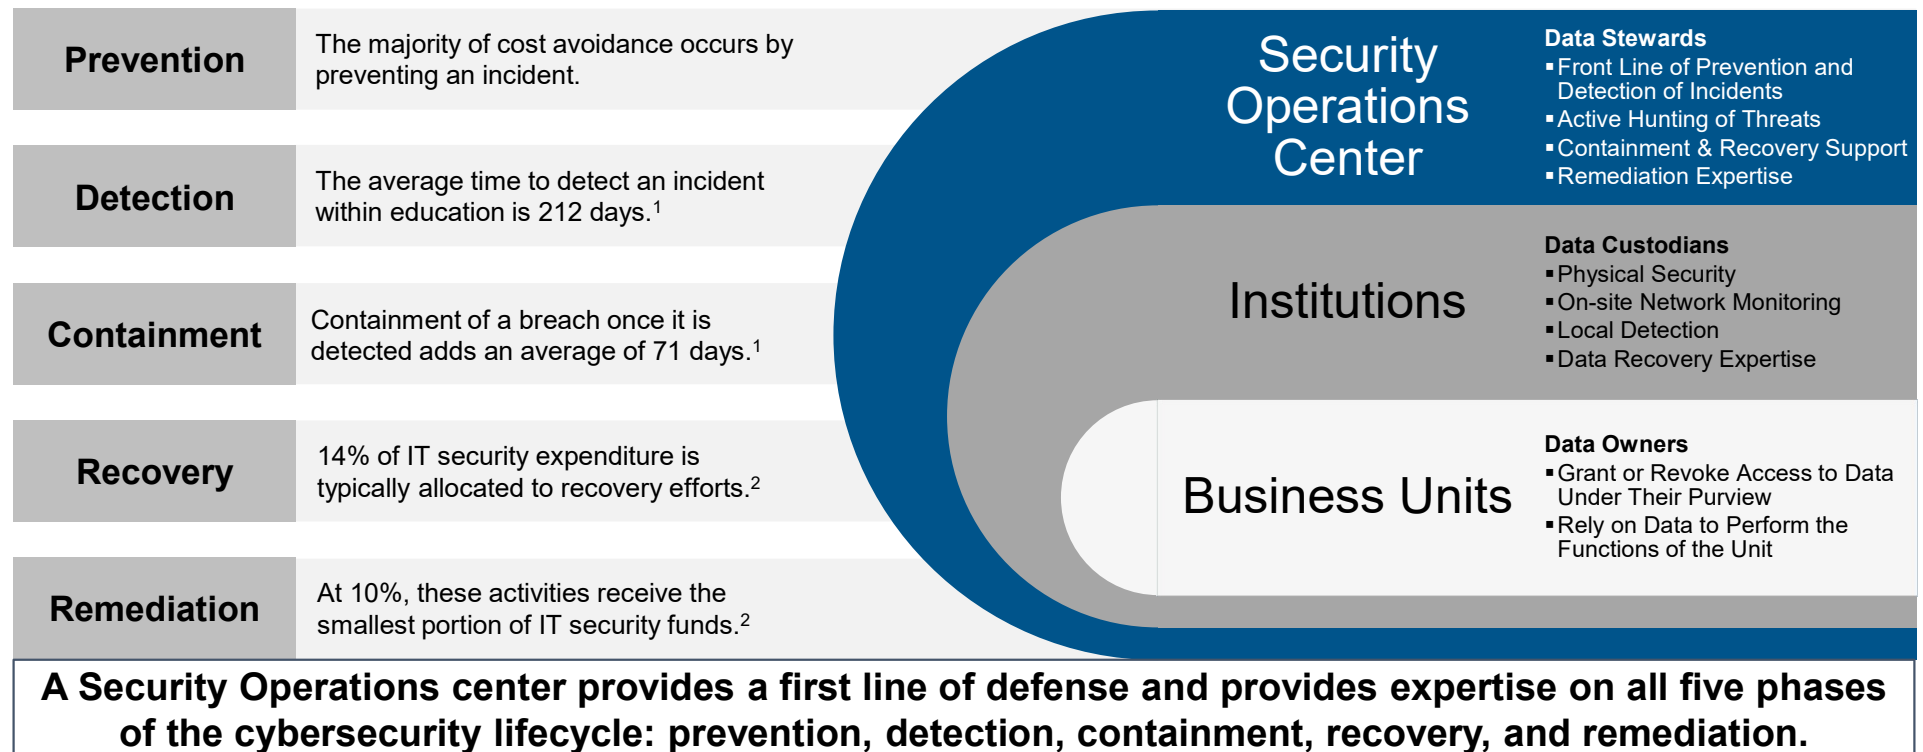 Prevention
The majority of cost avoidance occurs by
preventing an incident.
Detection
The average time to detect an incident
within education is 212 days.¹
Containment
Containment of a breach once it is
detected adds an average of 71 days.¹
Recovery
14% of IT security expenditure is
typically allocated to recovery efforts.²
Remediation
At 10%, these activities receive the
smallest portion of IT security funds.²
Security
Operations
Center
Data Stewards
▪Front Line of Prevention and
Detection of Incidents
▪Active Hunting of Threats
▪Containment & Recovery Support
▪Remediation Expertise
Institutions
Data Custodians
▪Physical Security
▪On-site Network Monitoring
▪Local Detection
▪Data Recovery Expertise
Business Units
Data Owners
▪Grant or Revoke Access to Data
Under Their Purview
▪Rely on Data to Perform the
Functions of the Unit
A Security Operations center provides a first line of defense and provides expertise on all five phases
of the cybersecurity lifecycle: prevention, detection, containment, recovery, and remediation.